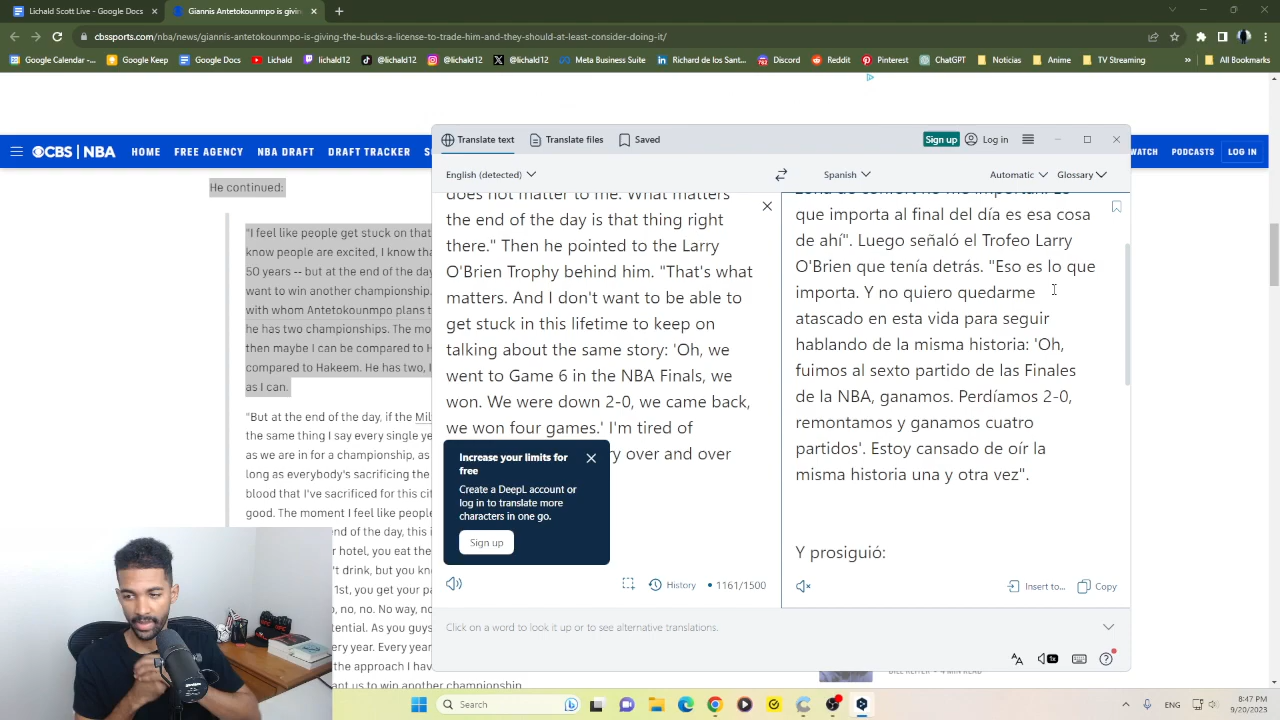 Lichald Scott Live - Google Docs
Giannis Antetokounmpo is givin
cbssports.com/nba/news/giannis-antetokounmpo-is-giving-the-bucks-a-license-to-trade-him-and-they-should-at-least-consider-doing-it/
Google Calendar -...
Google Keep
Google Docs
Lichald
lichald12
@lichald12
@lichald12
@lichald12
Meta Business Suite
Richard de los Sant...
Discord
Reddit
Pinterest
ChatGPT
Noticias
Anime
TV Streaming
»
All Bookmarks
CBS NBA
HOME
FREE AGENCY
NBA DRAFT
DRAFT TRACKER
WATCH
PODCASTS
LOG IN
He continued:
"I feel like people get stuck on that
know people are excited, I know tha
50 years -- but at the end of the day
want to win another championship.
with whom Antetokounmpo plans t
he has two championships. The mo
then maybe I can be compared to H
compared to Hakeem. He has two, I
as I can.
"But at the end of the day, if the Mil
the same thing I say every single ye
as we are in for a championship, as
long as everybody's sacrificing the
blood that I've sacrificed for this cit
good. The moment I feel like people
nd of the day, this i
r hotel, you eat the
't drink, but you kno
1st, you get your pa
, no, no. No way, no
tential. As you guys
ery year. Every year
the approach I hav
ant us to win another championship
Translate text
Translate files
Saved
Sign up
Log in
English (detected)
Spanish
Automatic
Glossary
does not matter to me. What matters
the end of the day is that thing right
there." Then he pointed to the Larry
O'Brien Trophy behind him. "That's what
matters. And I don't want to be able to
get stuck in this lifetime to keep on
talking about the same story: 'Oh, we
went to Game 6 in the NBA Finals, we
won. We were down 2-0, we came back,
we won four games.' I'm tired of
ry over and over
Increase your limits for
free
Create a DeepL account or
log in to translate more
characters in one go.
Sign up
History
1161/1500
zona de confort no me importan. Lo
que importa al final del día es esa cosa
de ahí". Luego señaló el Trofeo Larry
O'Brien que tenía detrás. "Eso es lo que
importa. Y no quiero quedarme
atascado en esta vida para seguir
hablando de la misma historia: 'Oh,
fuimos al sexto partido de las Finales
de la NBA, ganamos. Perdíamos 2-0,
remontamos y ganamos cuatro
partidos'. Estoy cansado de oír la
misma historia una y otra vez".
Y prosiguió:
Insert to...
Copy
Click on a word to look it up or to see alternative translations.
1x
BILL REITER • 4 MIN READ
Search
ENG
8:47 PM
9/20/2023